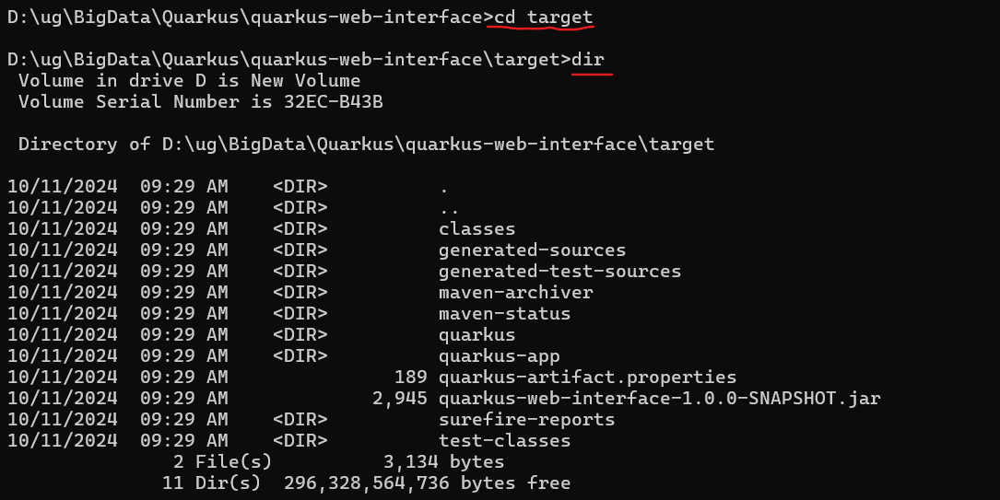 D:\ug\BigData\Quarkus\quarkus-web-interface>cd target
D:\ug\BigData\Quarkus\quarkus-web-interface\target>dir
 Volume in drive D is New Volume
 Volume Serial Number is 32EC-B43B
 Directory of D:\ug\BigData\Quarkus\quarkus-web-interface\target
10/11/2024  09:29 AM    <DIR>          .
10/11/2024  09:29 AM    <DIR>          ..
10/11/2024  09:29 AM    <DIR>          classes
10/11/2024  09:29 AM    <DIR>          generated-sources
10/11/2024  09:29 AM    <DIR>          generated-test-sources
10/11/2024  09:29 AM    <DIR>          maven-archiver
10/11/2024  09:29 AM    <DIR>          maven-status
10/11/2024  09:29 AM    <DIR>          quarkus
10/11/2024  09:29 AM    <DIR>          quarkus-app
10/11/2024  09:29 AM               189 quarkus-artifact.properties
10/11/2024  09:29 AM             2,945 quarkus-web-interface-1.0.0-SNAPSHOT.jar
10/11/2024  09:29 AM    <DIR>          surefire-reports
10/11/2024  09:29 AM    <DIR>          test-classes
               2 File(s)          3,134 bytes
              11 Dir(s)  296,328,564,736 bytes free